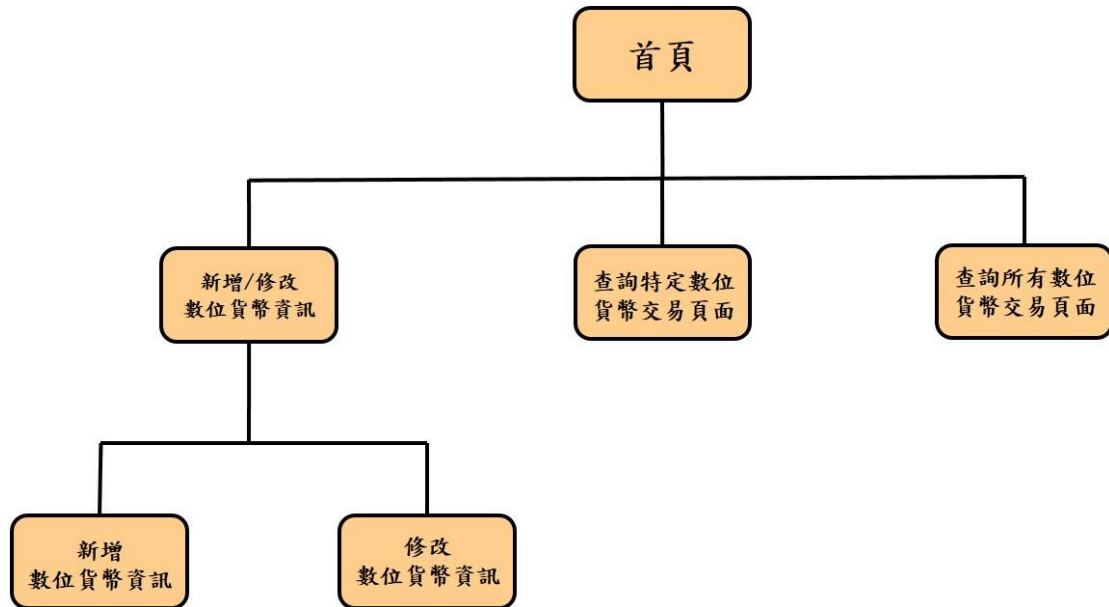 首頁
新增/修改
數位貨幣資訊
查詢特定數位
貨幣交易頁面
查詢所有數位
貨幣交易頁面
新增
數位貨幣資訊
修改
數位貨幣資訊